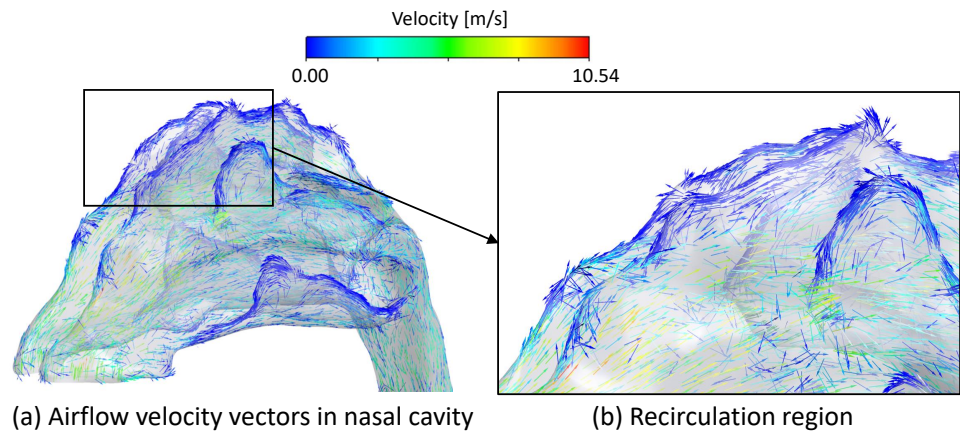 Velocity [m/s]
0.00
10.54
(a) Airflow velocity vectors in nasal cavity
(b) Recirculation region